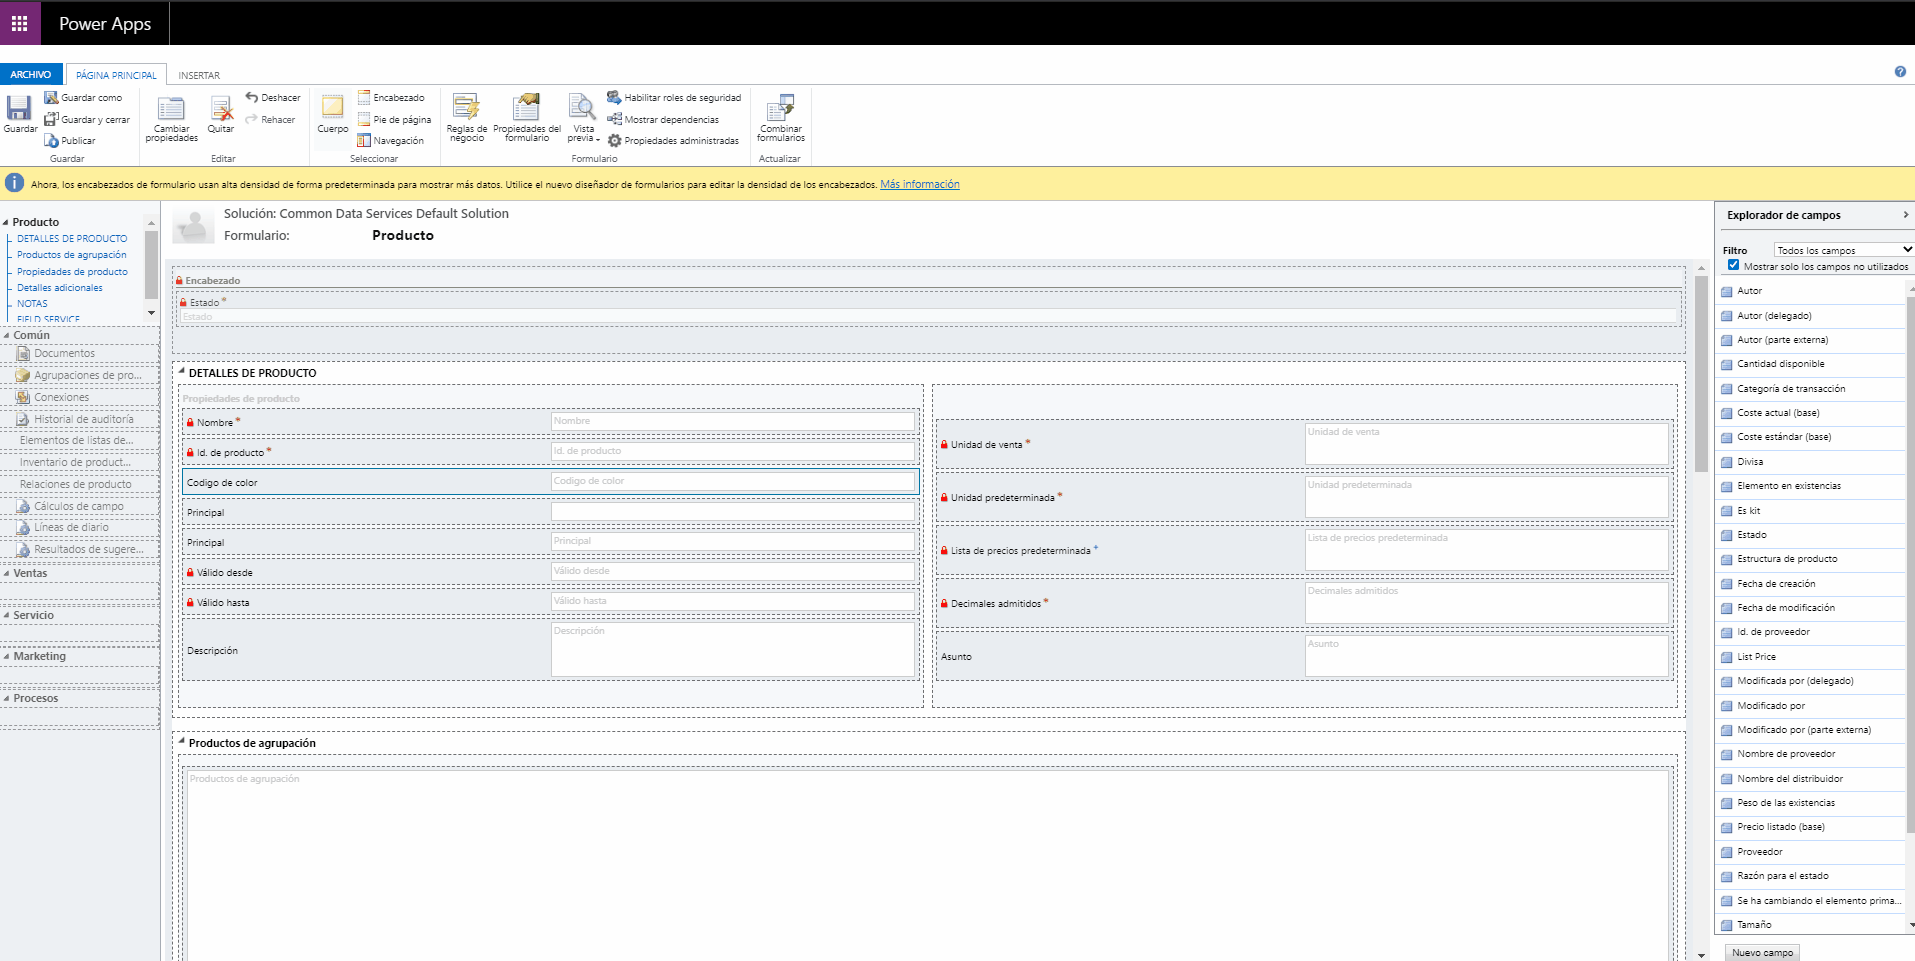 Power Apps
ARCHIVO
PÁGINA PRINCIPAL
INSERTAR
Guardar
Guardar como
Guardar y cerrar
Publicar
Guardar
Cambiar propiedades
Quitar
Deshacer
Rehacer
Editar
Cuerpo
Encabezado
Pie de página
Navegación
Seleccionar
Reglas de negocio
Propiedades del formulario
Vista previa
Habilitar roles de seguridad
Mostrar dependencias
Propiedades administradas
Formulario
Combinar formularios
Actualizar
Ahora, los encabezados de formulario usan alta densidad de forma predeterminada para mostrar más datos. Utilice el nuevo diseñador de formularios para editar la densidad de los encabezados. Más información
Producto
DETALLES DE PRODUCTO
Productos de agrupación
Propiedades de producto
Detalles adicionales
NOTAS
FIELD SERVICE
Común
Documentos
Agrupaciones de pro...
Conexiones
Historial de auditoría
Elementos de listas de...
Inventario de product...
Relaciones de producto
Cálculos de campo
Líneas de diario
Resultados de sugere...
Ventas
Servicio
Marketing
Procesos
Solución: Common Data Services Default Solution
Formulario: Producto
Encabezado
Estado *
Estado
DETALLES DE PRODUCTO
Propiedades de producto
Nombre * Nombre
Id. de producto * Id. de producto
Codigo de color Codigo de color
Principal
Principal Principal
Válido desde Válido desde
Válido hasta Válido hasta
Descripción Descripción
Unidad de venta * Unidad de venta
Unidad predeterminada * Unidad predeterminada
Lista de precios predeterminada + Lista de precios predeterminada
Decimales admitidos * Decimales admitidos
Asunto Asunto
Productos de agrupación
Productos de agrupación
Explorador de campos >
Filtro Todos los campos
Mostrar solo los campos no utilizados
Autor
Autor (delegado)
Autor (parte externa)
Cantidad disponible
Categoría de transacción
Coste actual (base)
Coste estándar (base)
Divisa
Elemento en existencias
Es kit
Estado
Estructura de producto
Fecha de creación
Fecha de modificación
Id. de proveedor
List Price
Modificada por (delegado)
Modificado por
Modificado por (parte externa)
Nombre de proveedor
Nombre del distribuidor
Peso de las existencias
Precio listado (base)
Proveedor
Razón para el estado
Se ha cambiando el elemento prima...
Tamaño
Nuevo campo